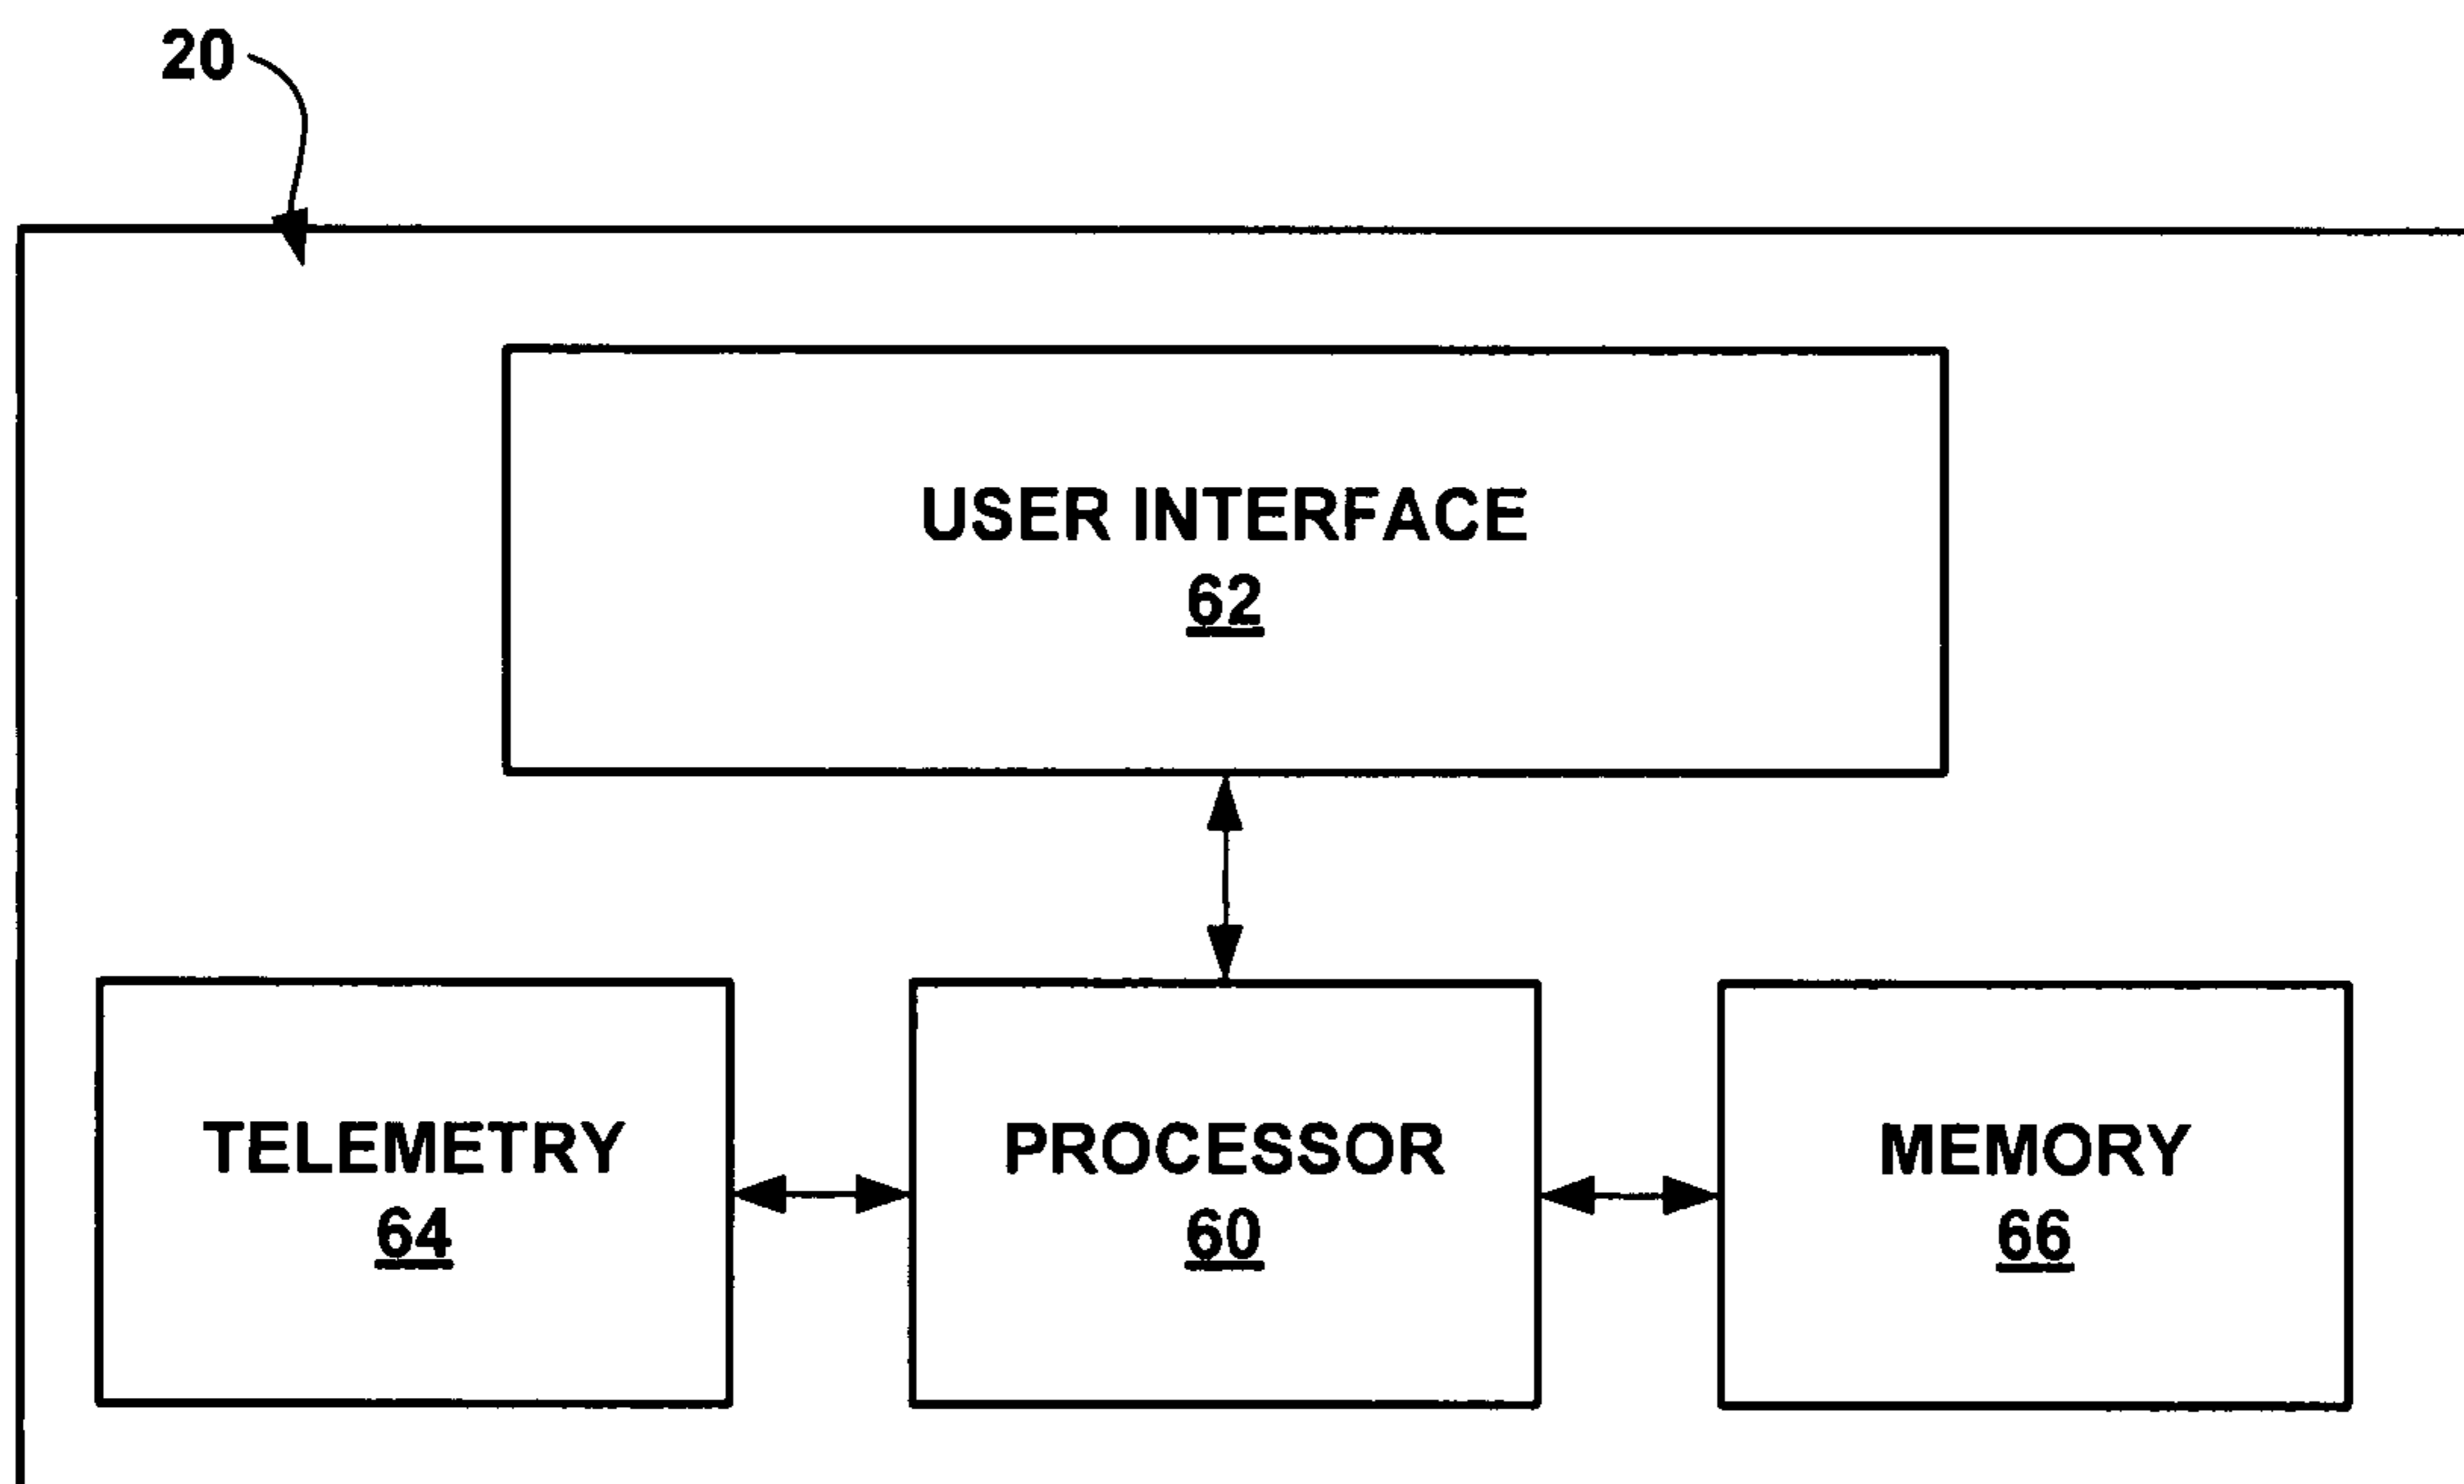 20
USER INTERFACE
62
TELEMETRY
64
PROCESSOR
60
MEMORY
66